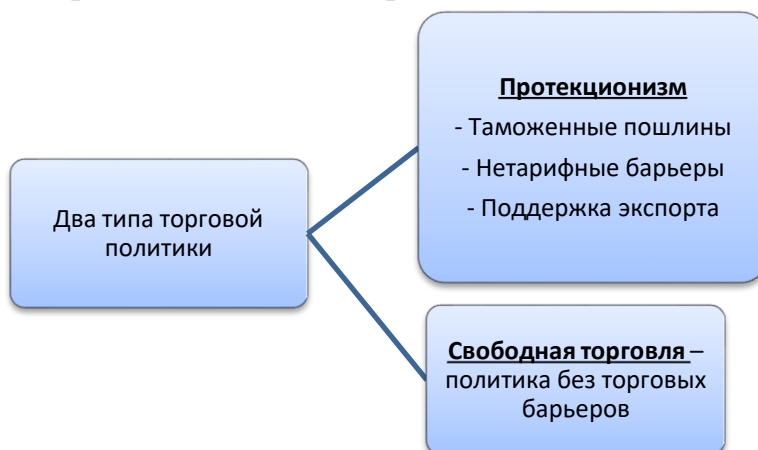 Два типа торговой
политики
Протекционизм
- Таможенные пошлины
- Нетарифные барьеры
- Поддержка экспорта
Свободная торговля –
политика без торговых
барьеров